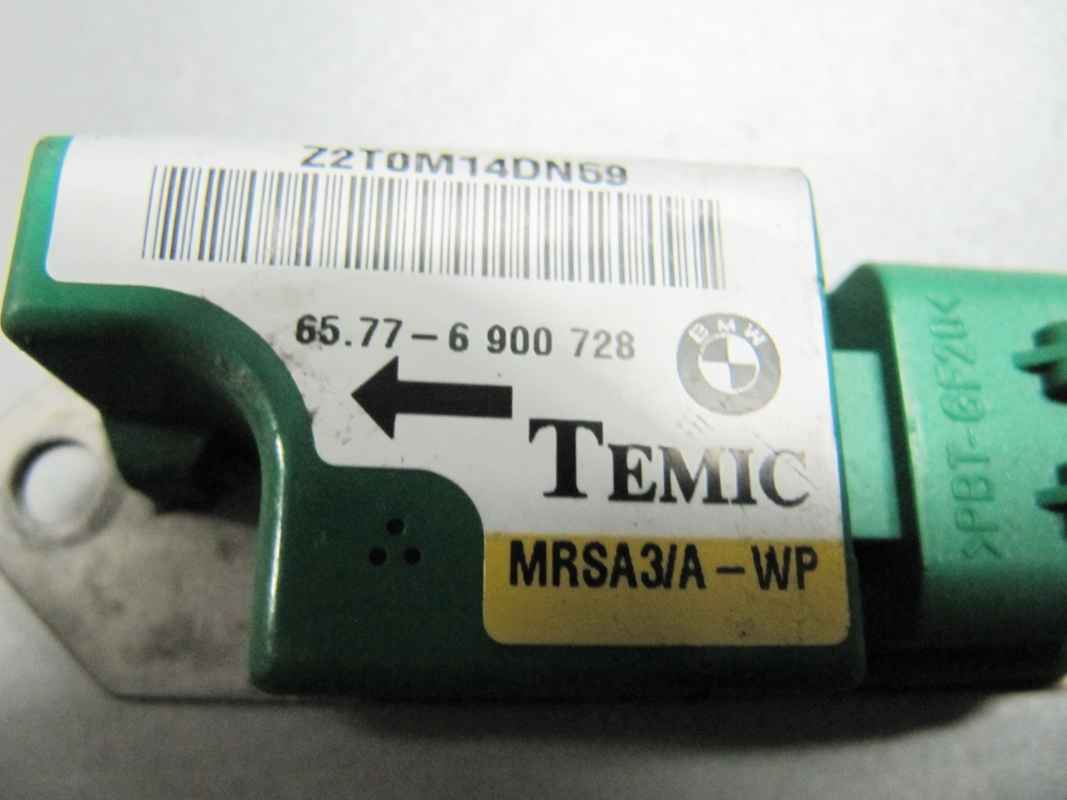 Z2T0M14DN59
65.77-6 900 728
BMW
TEMIC
MRSA3/A-WP
>PBT-GF20<